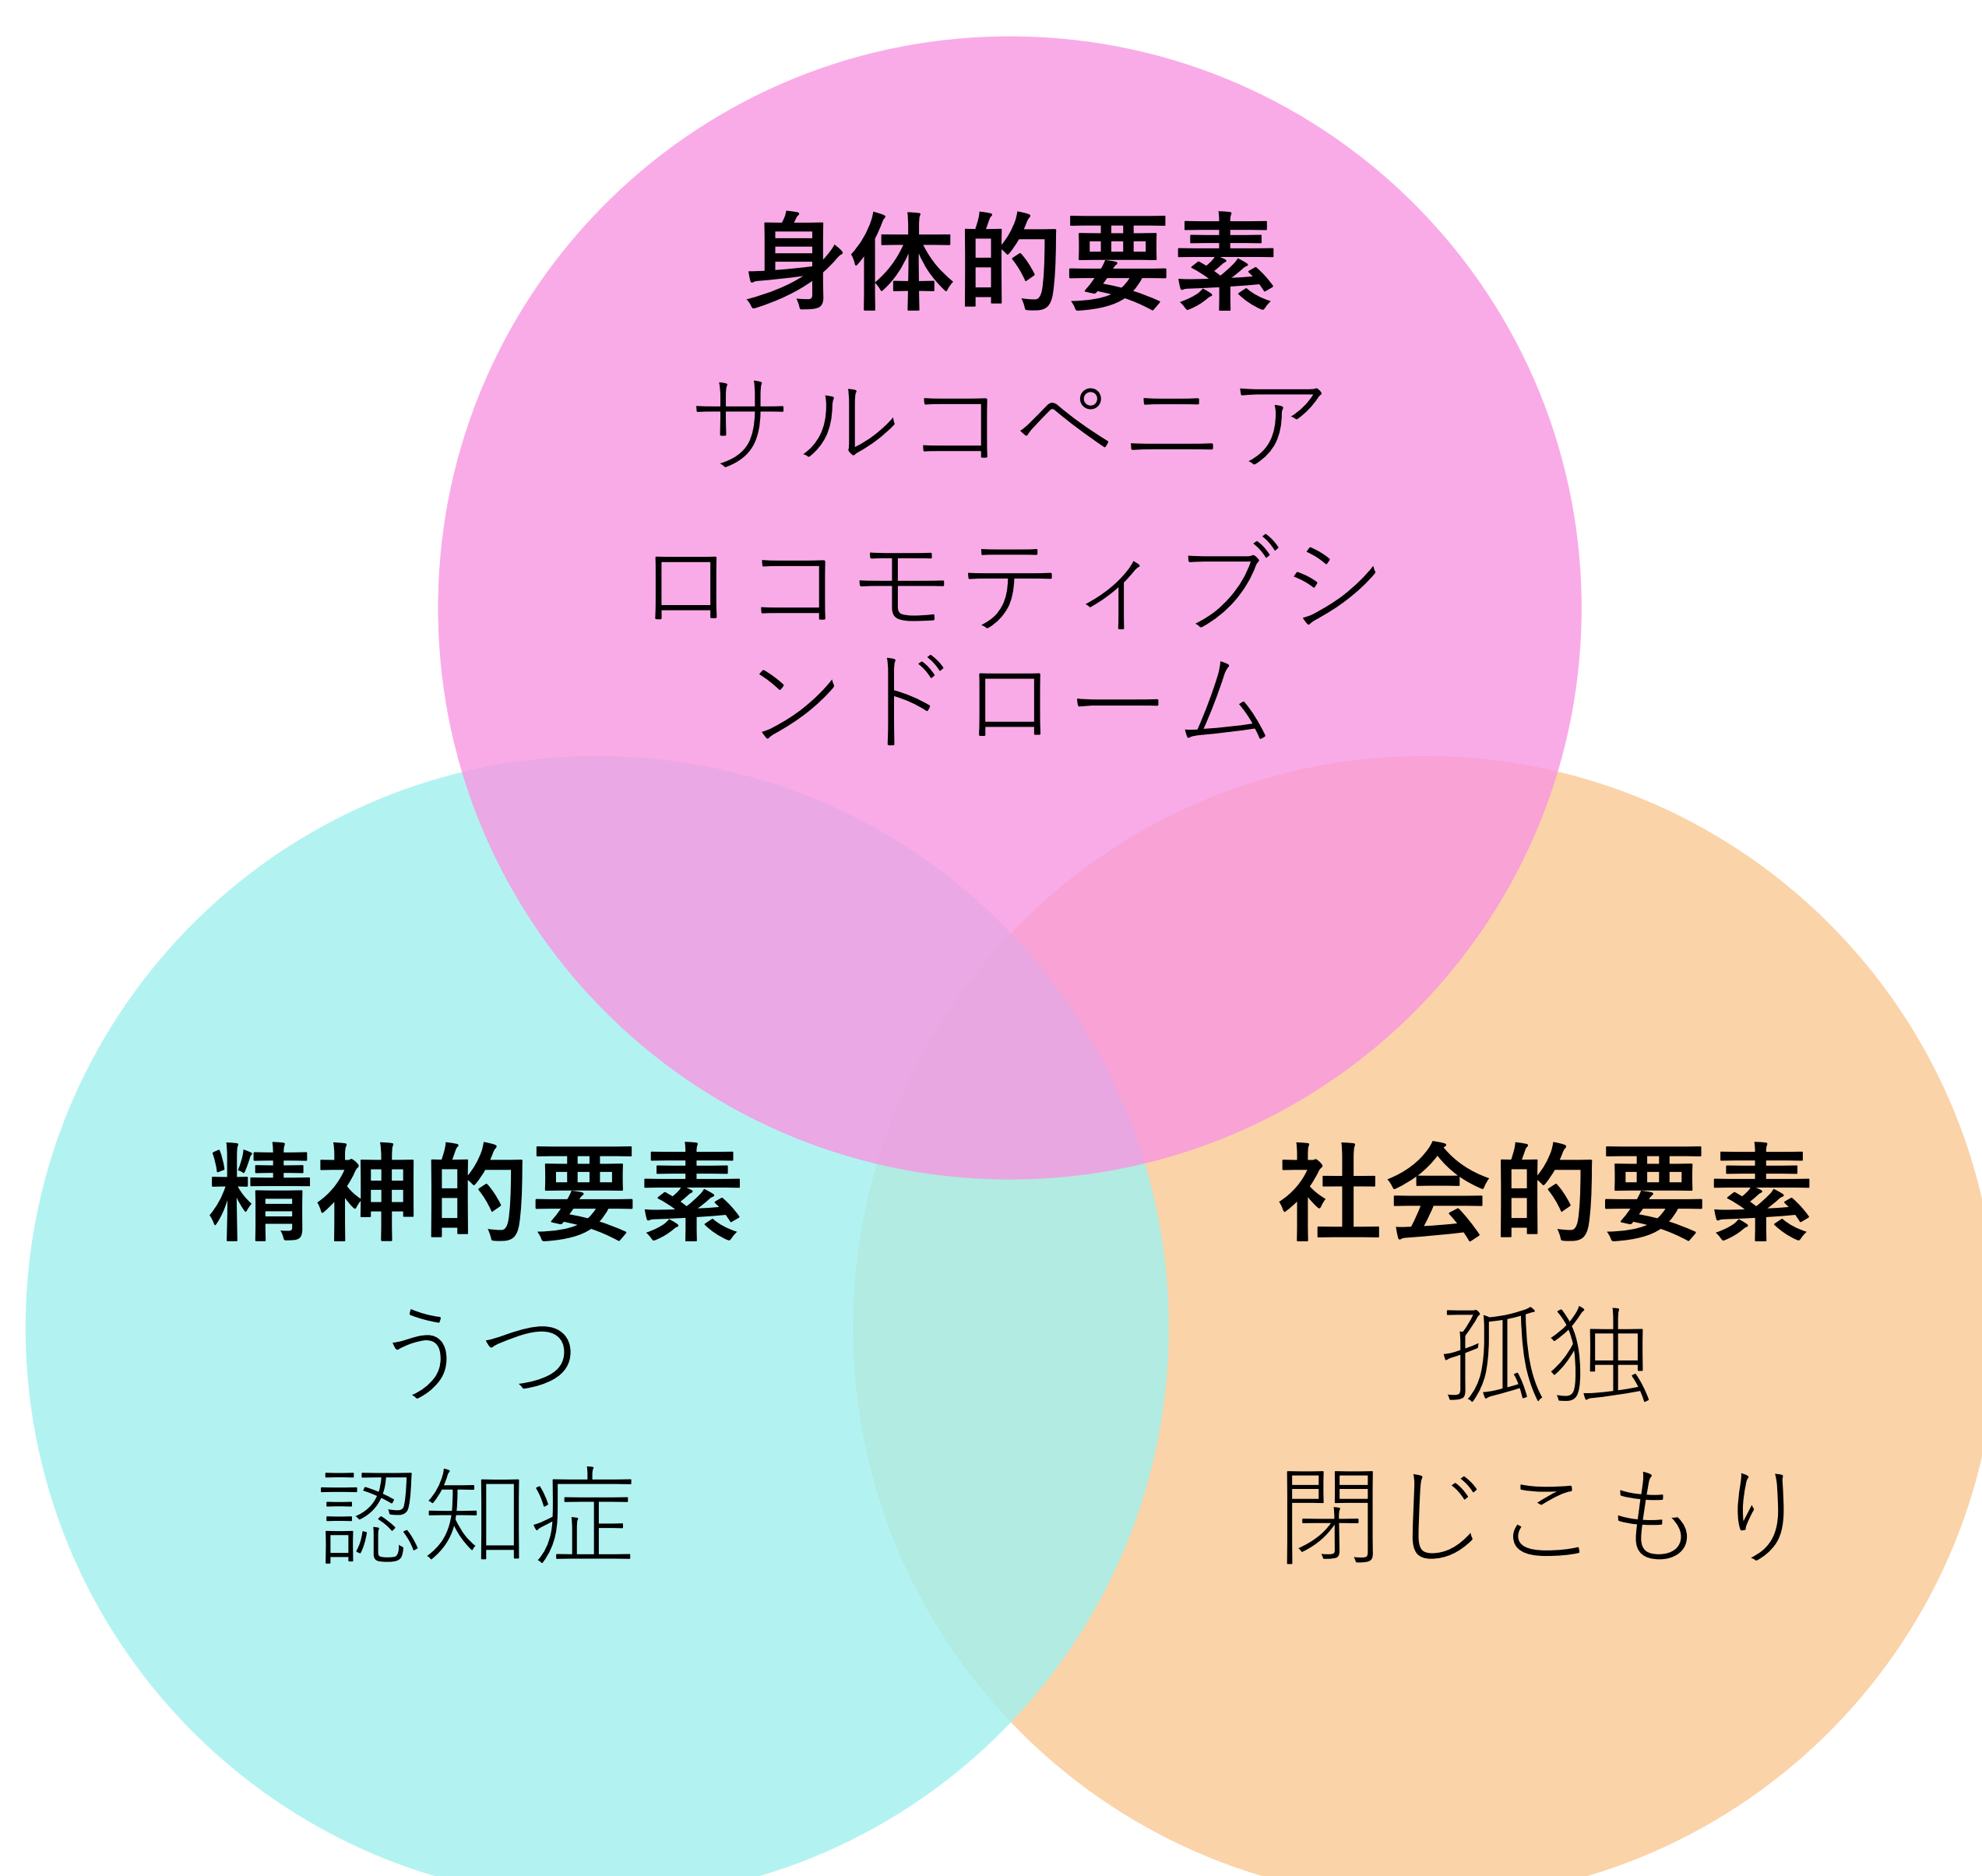 身体的要素
サルコペニア
ロコモティブシ
ンドローム
精神的要素
うつ
認知症
社会的要素
孤独
閉じこもり